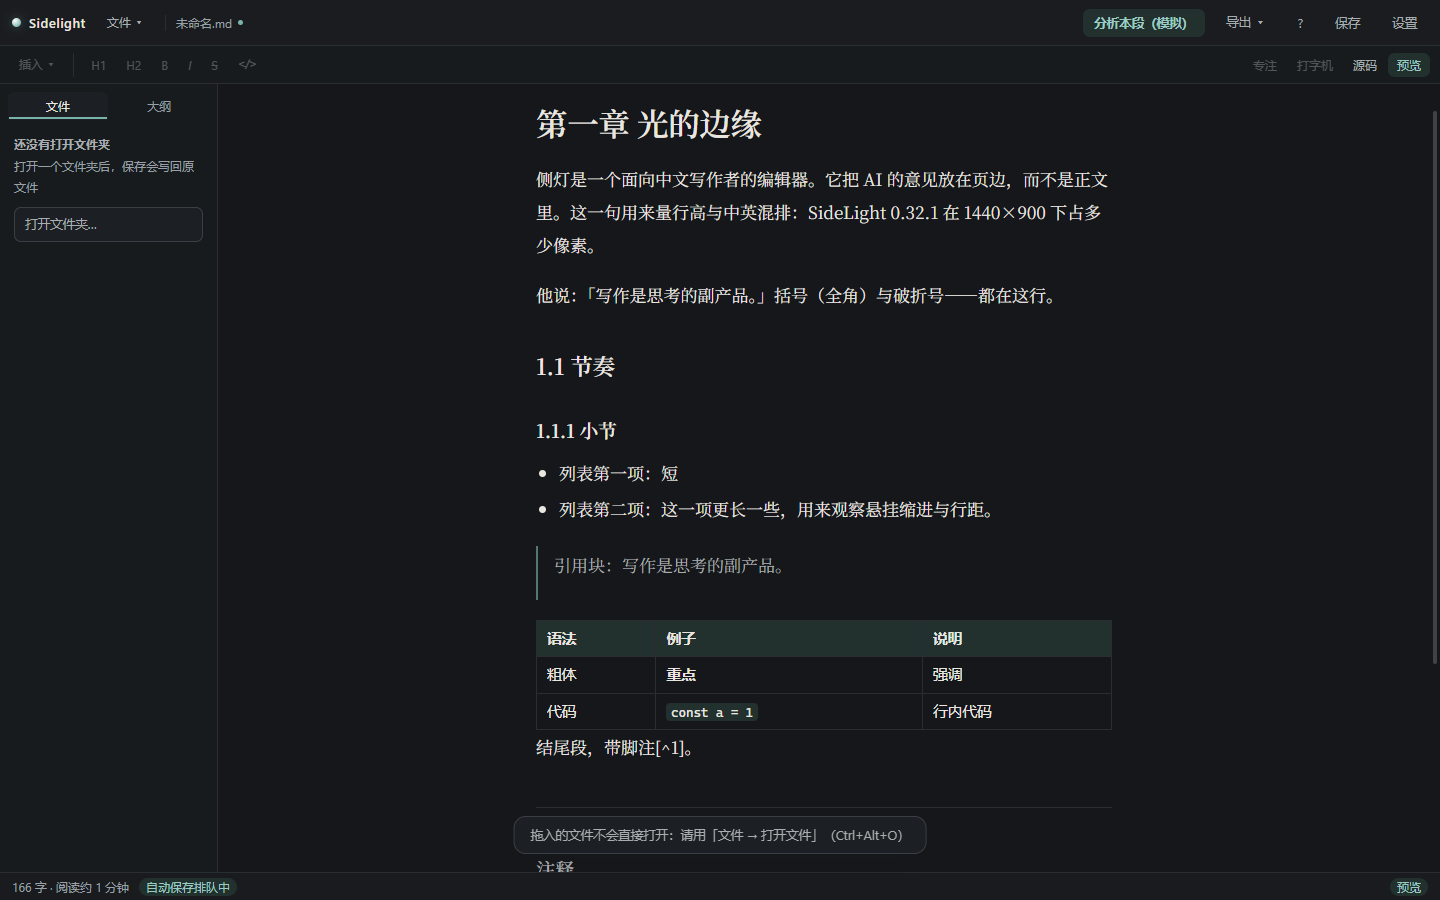 Sidelight 文件 未命名.md 分析本段（模拟） 导出 ? 保存 设置
插入 H1 H2 B I S </> 专注 打字机 源码 预览
文件 大纲
还没有打开文件夹
打开一个文件夹后，保存会写回原
文件
打开文件夹...
第一章 光的边缘
侧灯是一个面向中文写作者的编辑器。它把 AI 的意见放在页边，而不是正文
里。这一句用来量行高与中英混排：SideLight 0.32.1 在 1440×900 下占多
少像素。
他说：「写作是思考的副产品。」括号（全角）与破折号——都在这行。
1.1 节奏
1.1.1 小节
列表第一项：短
列表第二项：这一项更长一些，用来观察悬挂缩进与行距。
引用块：写作是思考的副产品。
语法 例子 说明
粗体 重点 强调
代码 const a = 1 行内代码
结尾段，带脚注[^1]。
拖入的文件不会直接打开：请用「文件 → 打开文件」（Ctrl+Alt+O）
注释
166 字 · 阅读约 1 分钟 自动保存排队中 预览